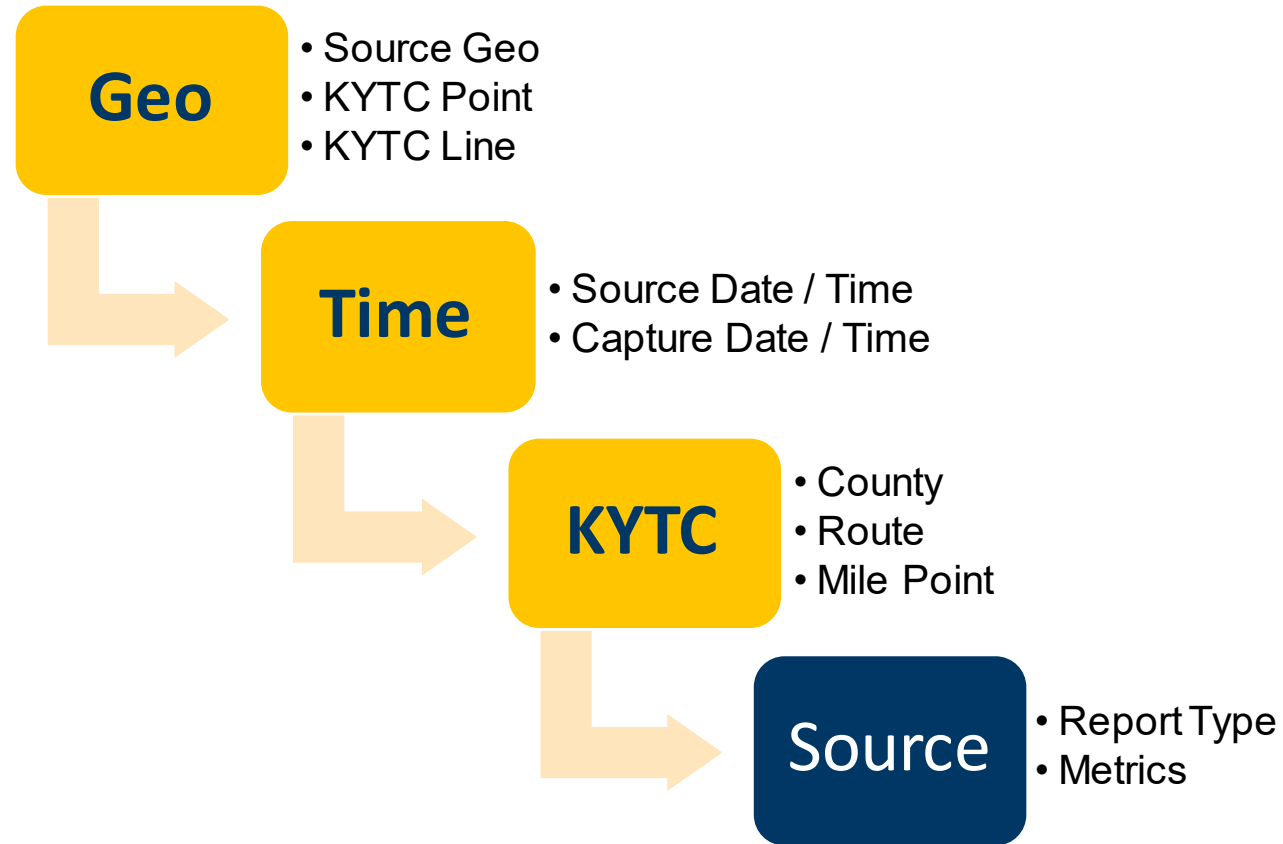 Geo
• Source Geo
• KYTC Point
• KYTC Line
Time
• Source Date / Time
• Capture Date / Time
KYTC
• County
• Route
• Mile Point
Source
• Report Type
• Metrics